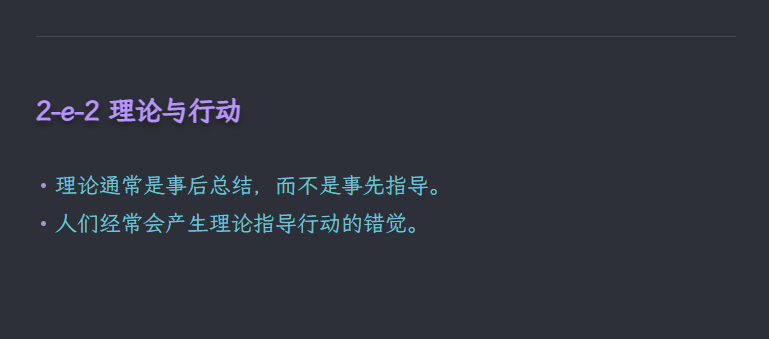 2-e-2 理论与行动
• 理论通常是事后总结，而不是事先指导。
• 人们经常会产生理论指导行动的错觉。